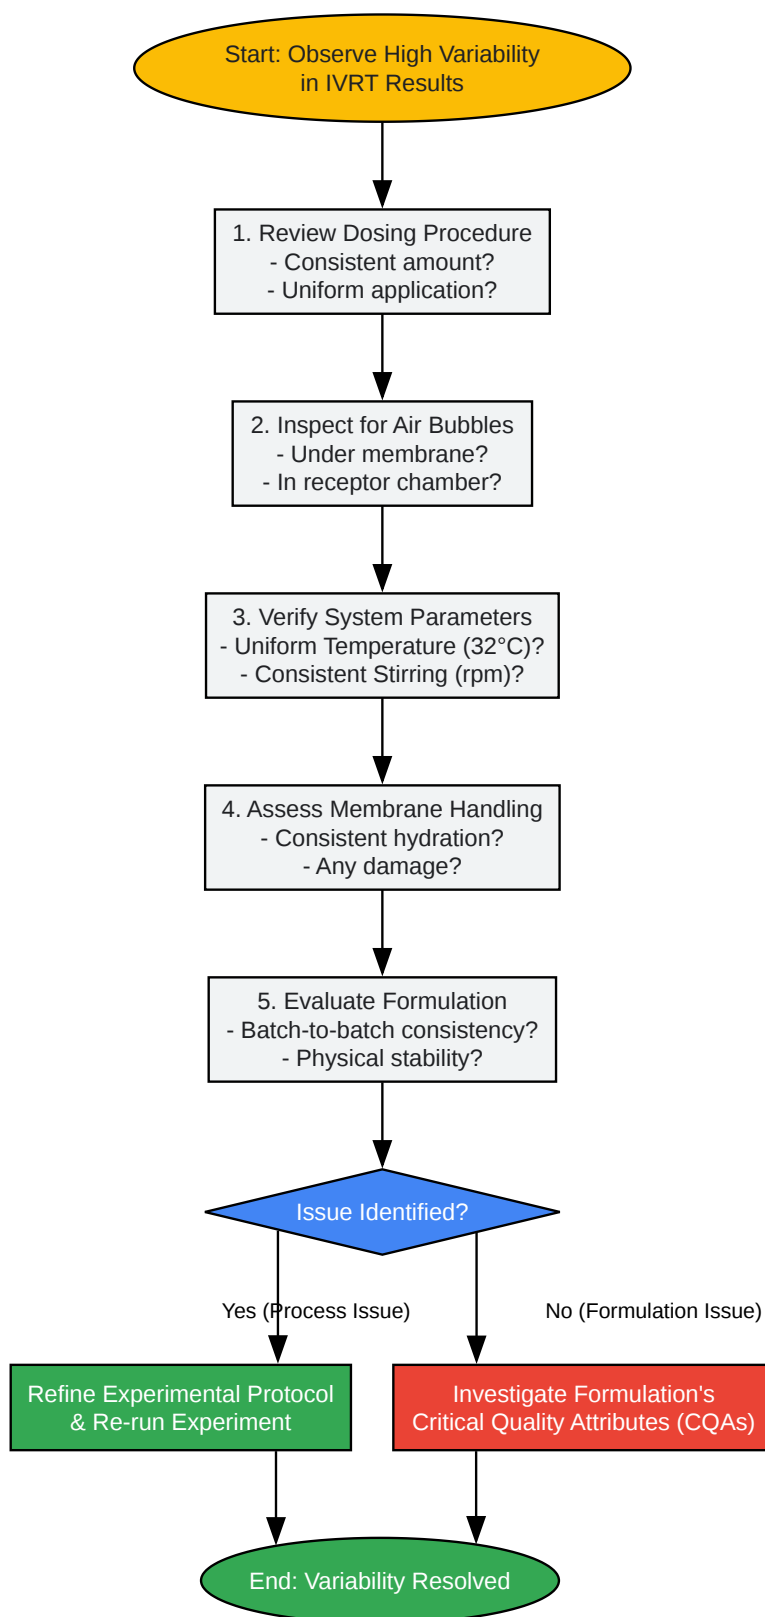 Start: Observe High Variability
in IVRT Results
1. Review Dosing Procedure
- Consistent amount?
- Uniform application?
2. Inspect for Air Bubbles
- Under membrane?
- In receptor chamber?
3. Verify System Parameters
- Uniform Temperature (32°C)?
- Consistent Stirring (rpm)?
4. Assess Membrane Handling
- Consistent hydration?
- Any damage?
5. Evaluate Formulation
- Batch-to-batch consistency?
- Physical stability?
Issue Identified?
Yes (Process Issue)
No (Formulation Issue)
Refine Experimental Protocol
& Re-run Experiment
Investigate Formulation's
Critical Quality Attributes (CQAs)
End: Variability Resolved